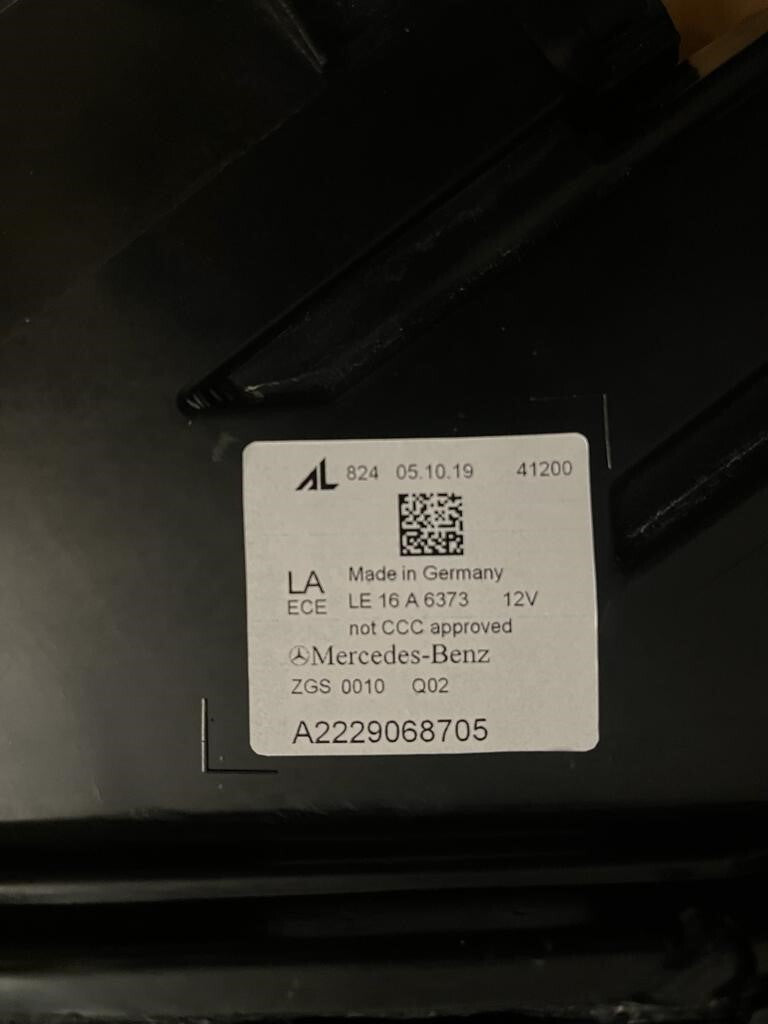 AL 824 05.10.19 41200
LA Made in Germany
ECE LE 16 A 6373 12V
not CCC approved
Mercedes-Benz
ZGS 0010 Q02
A2229068705